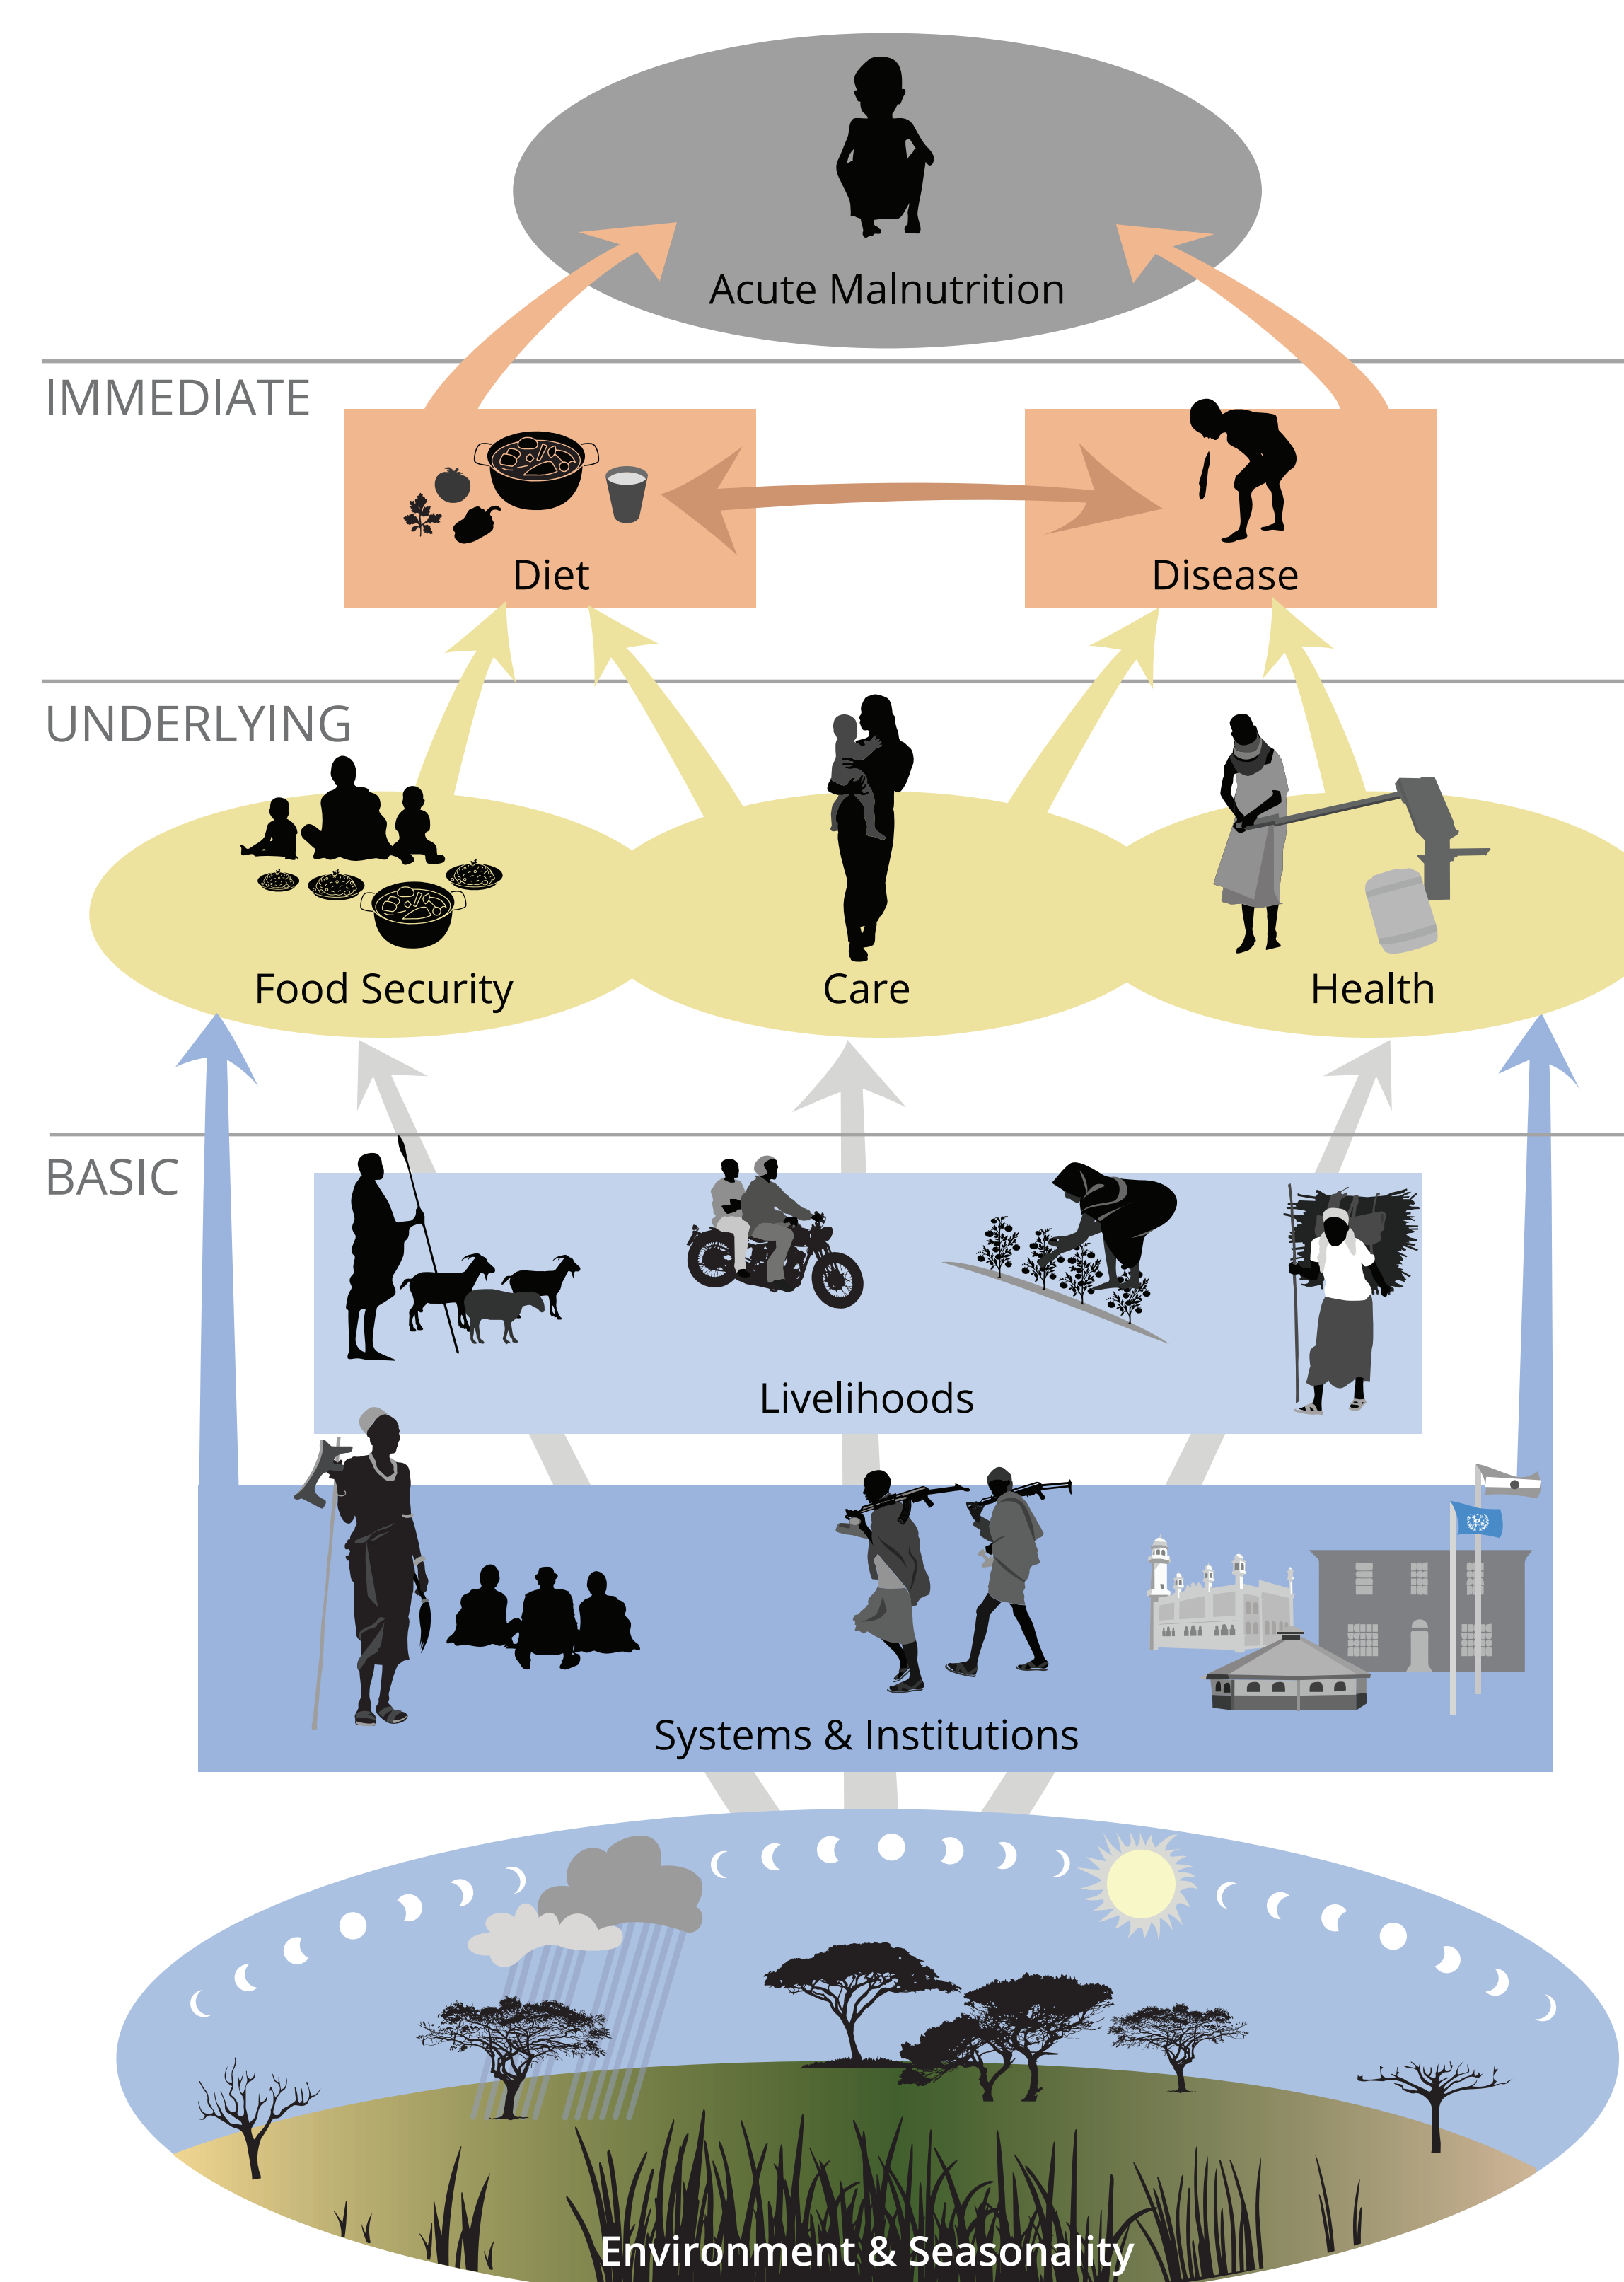 Acute Malnutrition
IMMEDIATE
Diet
Disease
UNDERLYING
Food Security
Care
Health
BASIC
Livelihoods
Systems & Institutions
Environment & Seasonality